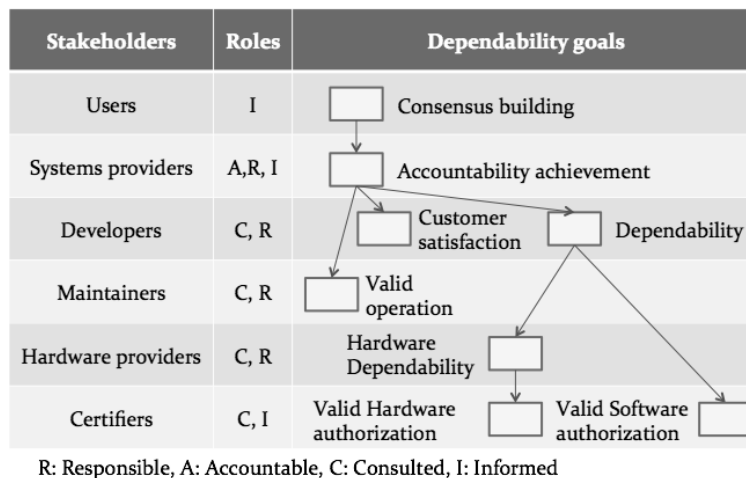 Stakeholders Roles Dependability goals
Users I Consensus building
Systems providers A,R, I Accountability achievement
Developers C, R Customer satisfaction Dependability
Maintainers C, R Valid operation
Hardware providers C, R Hardware Dependability
Certifiers C, I Valid Hardware authorization Valid Software authorization
R: Responsible, A: Accountable, C: Consulted, I: Informed